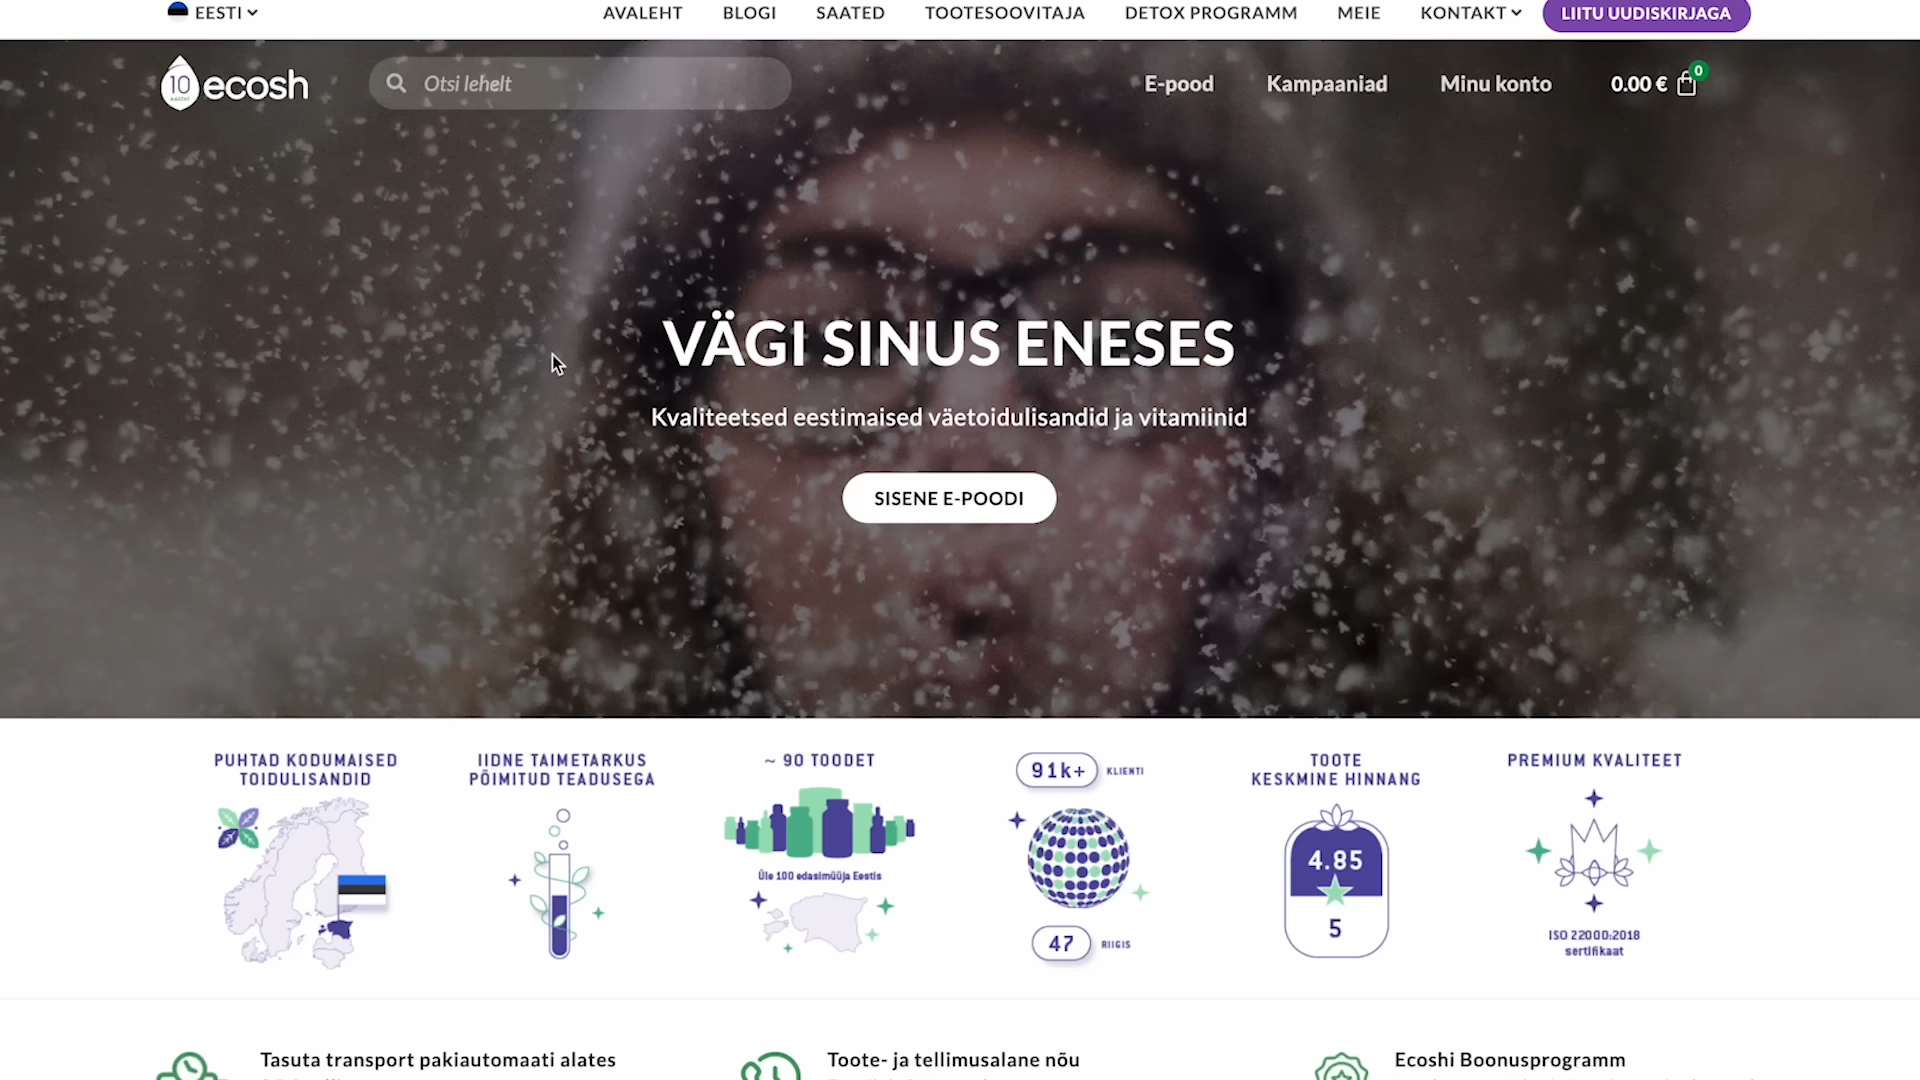 EESTI
AVALEHT
BLOGI
SAATED
TOOTESOOVITAJA
DETOX PROGRAMM
MEIE
KONTAKT
LIITU UUDISKIRJAGA
10
ecosh
Otsi lehelt
E-pood
Kampaaniad
Minu konto
0.00 €
0
VÄGI SINUS ENESES
Kvaliteetsed eestimaised väetoidulisandid ja vitamiinid
SISENE E-POODI
PUHTAD KODUMAISED
TOIDULISANDID
IIDNE TAIMETARKUS
PÕIMITUD TEADUSEGA
~ 90 TOODET
Üle 100 edasimüüja Eestis
91k+ KLIENTI
47 RIIGIS
TOOTE
KESKMINE HINNANG
4.85
5
PREMIUM KVALITEET
ISO 22000:2018
sertifikaat
Tasuta transport pakiautomaati alates
Toote- ja tellimusalane nõu
Ecoshi Boonusprogramm